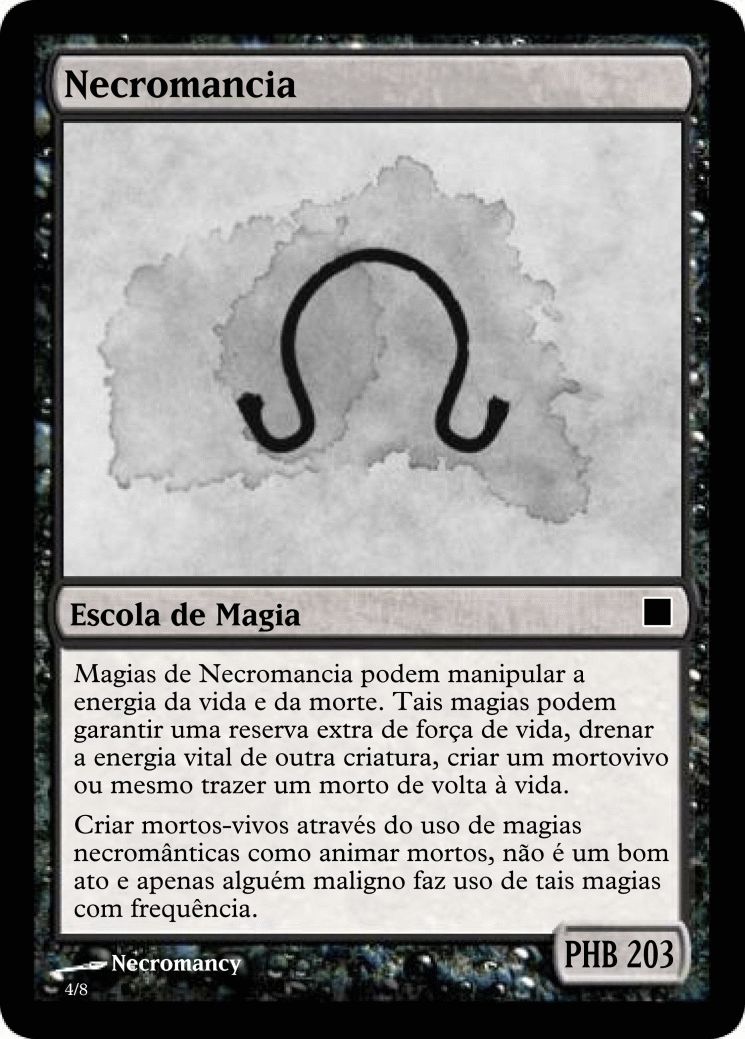 Necromancia
Escola de Magia
Magias de Necromancia podem manipular a
energia da vida e da morte. Tais magias podem
garantir uma reserva extra de força de vida, drenar
a energia vital de outra criatura, criar um mortovivo
ou mesmo trazer um morto de volta à vida.
Criar mortos-vivos através do uso de magias
necromânticas como animar mortos, não é um bom
ato e apenas alguém maligno faz uso de tais magias
com frequência.
PHB 203
Necromancy
4/8